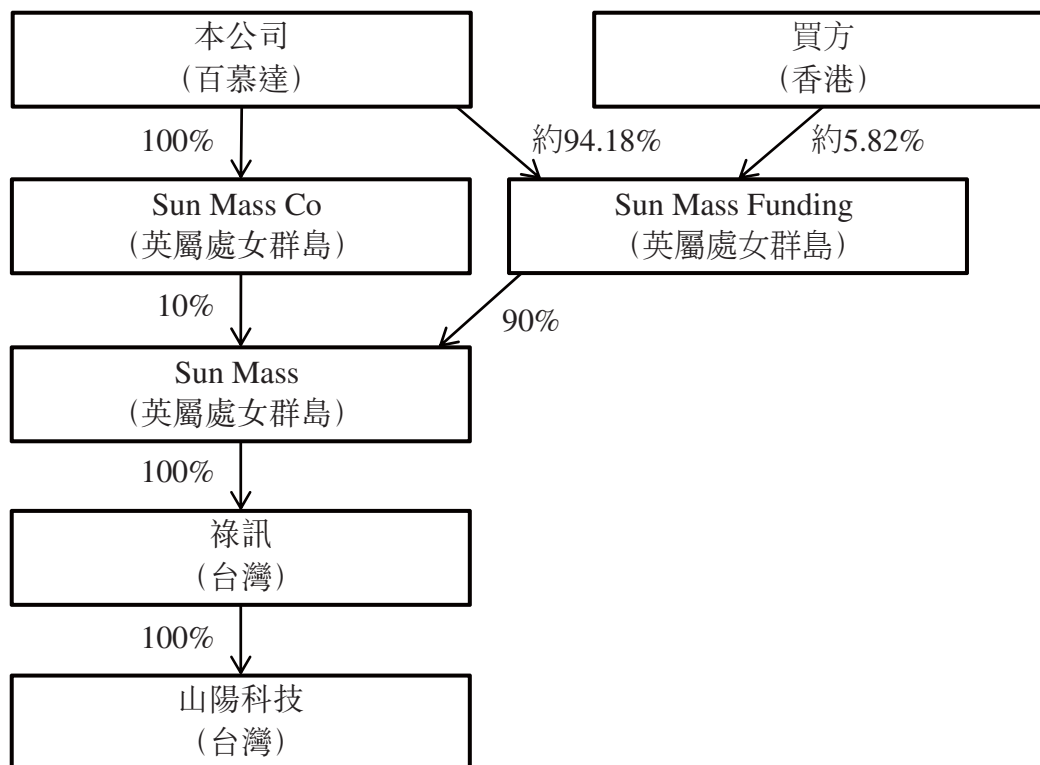 本公司
（百慕達）
買方
（香港）
100%
約94.18%
約5.82%
Sun Mass Co
（英屬處女群島）
Sun Mass Funding
（英屬處女群島）
10%
90%
Sun Mass
（英屬處女群島）
100%
祿訊
（台灣）
100%
山陽科技
（台灣）